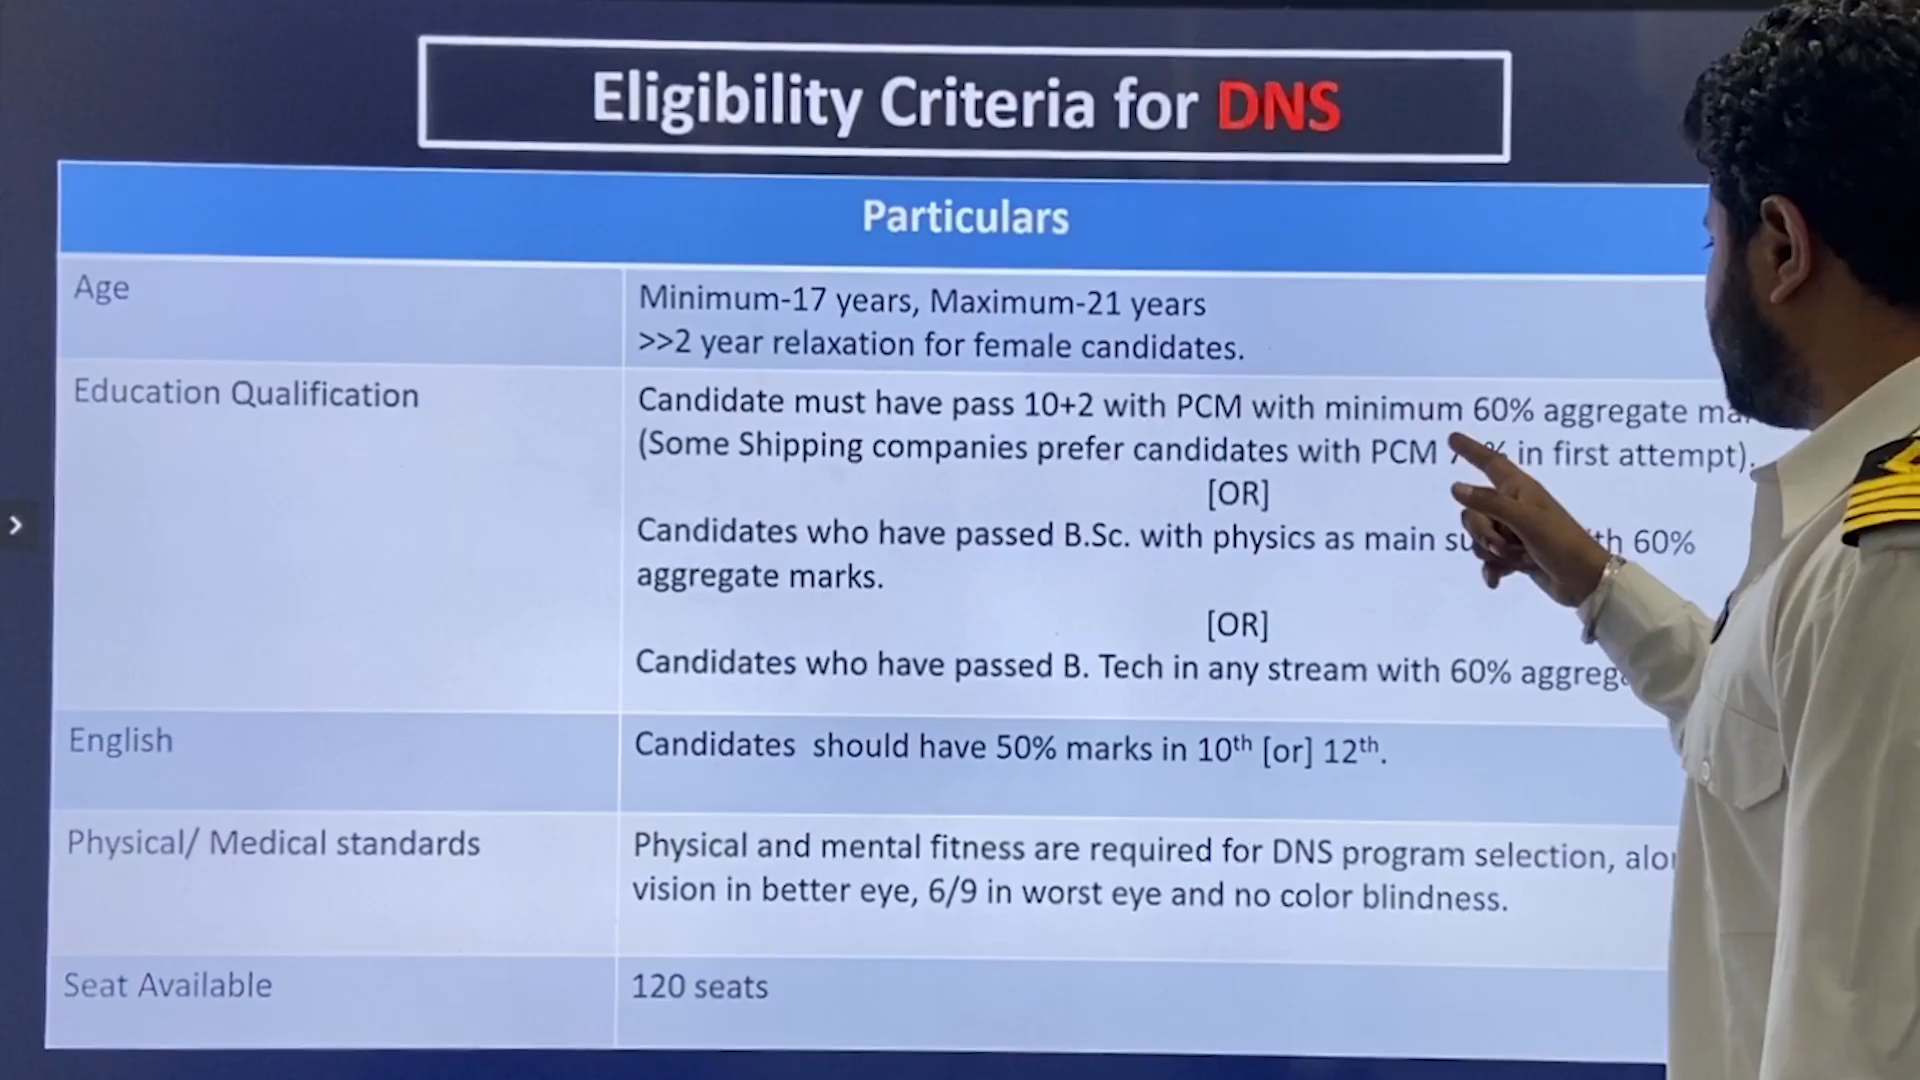 Eligibility Criteria for DNS
Particulars
Age
Minimum-17 years, Maximum-21 years
>>2 year relaxation for female candidates.
Education Qualification
Candidate must have pass 10+2 with PCM with minimum 60% aggregate
(Some Shipping companies prefer candidates with PCM in first attempt).
[OR]
Candidates who have passed B.Sc. with physics as main 60%
aggregate marks.
[OR]
Candidates who have passed B. Tech in any stream with 60%
English
Candidates should have 50% marks in 10th [or] 12th.
Physical/ Medical standards
Physical and mental fitness are required for DNS program selection,
vision in better eye, 6/9 in worst eye and no color blindness.
Seat Available
120 seats